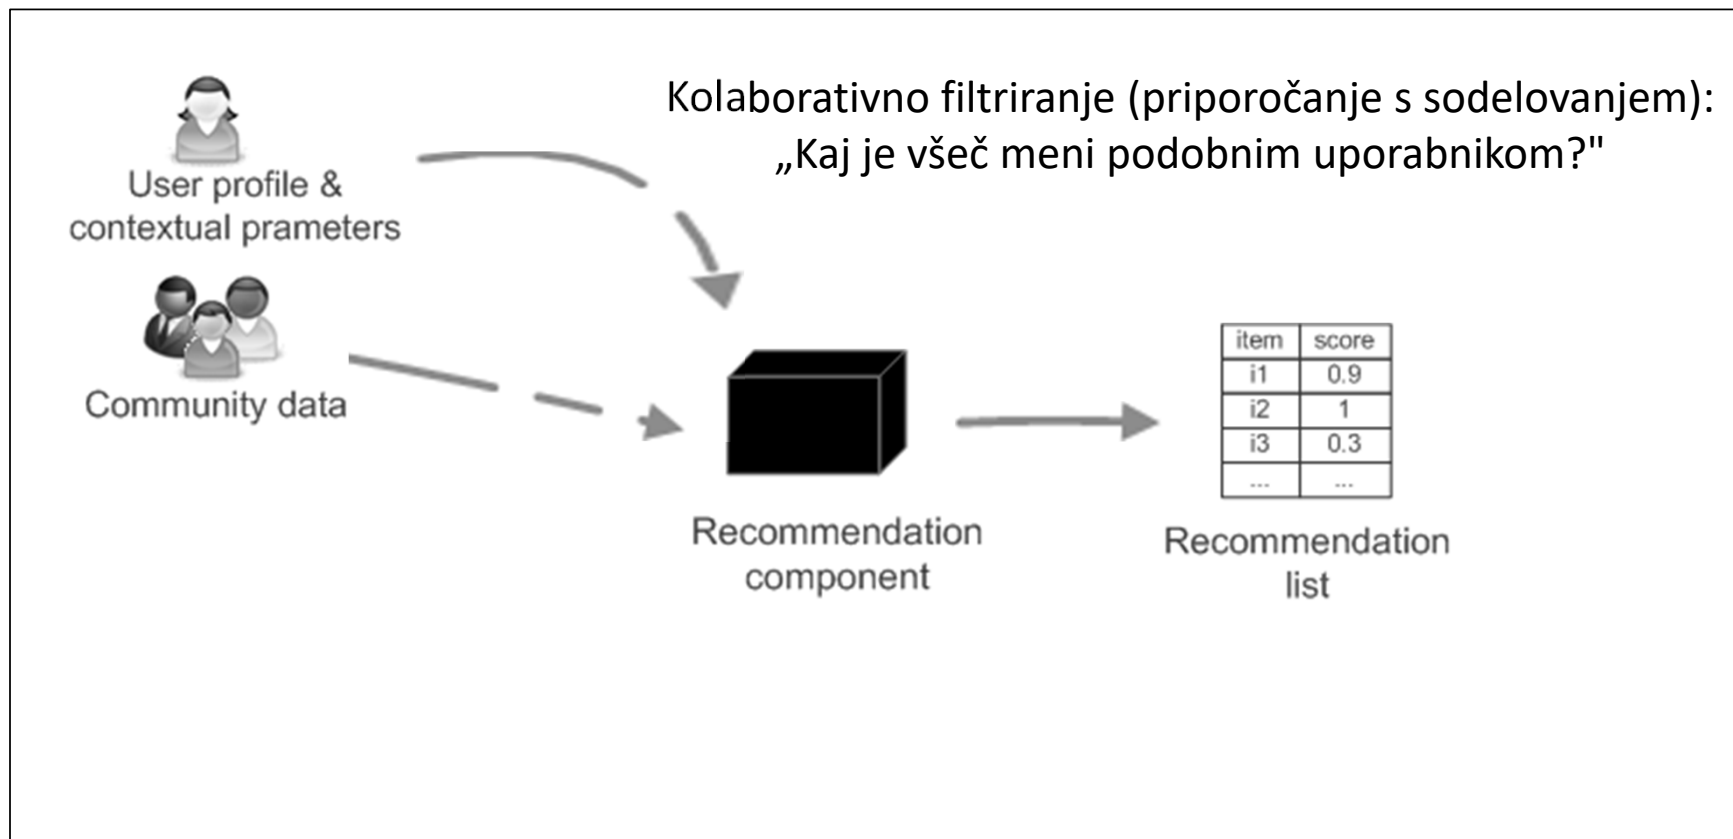 Kolaborativno filtriranje (priporočanje s sodelovanjem):
„Kaj je všeč meni podobnim uporabnikom?"
User profile &
contextual prameters
Community data
Recommendation
component
item score
i1 0.9
i2 1
i3 0.3
... ...
Recommendation
list